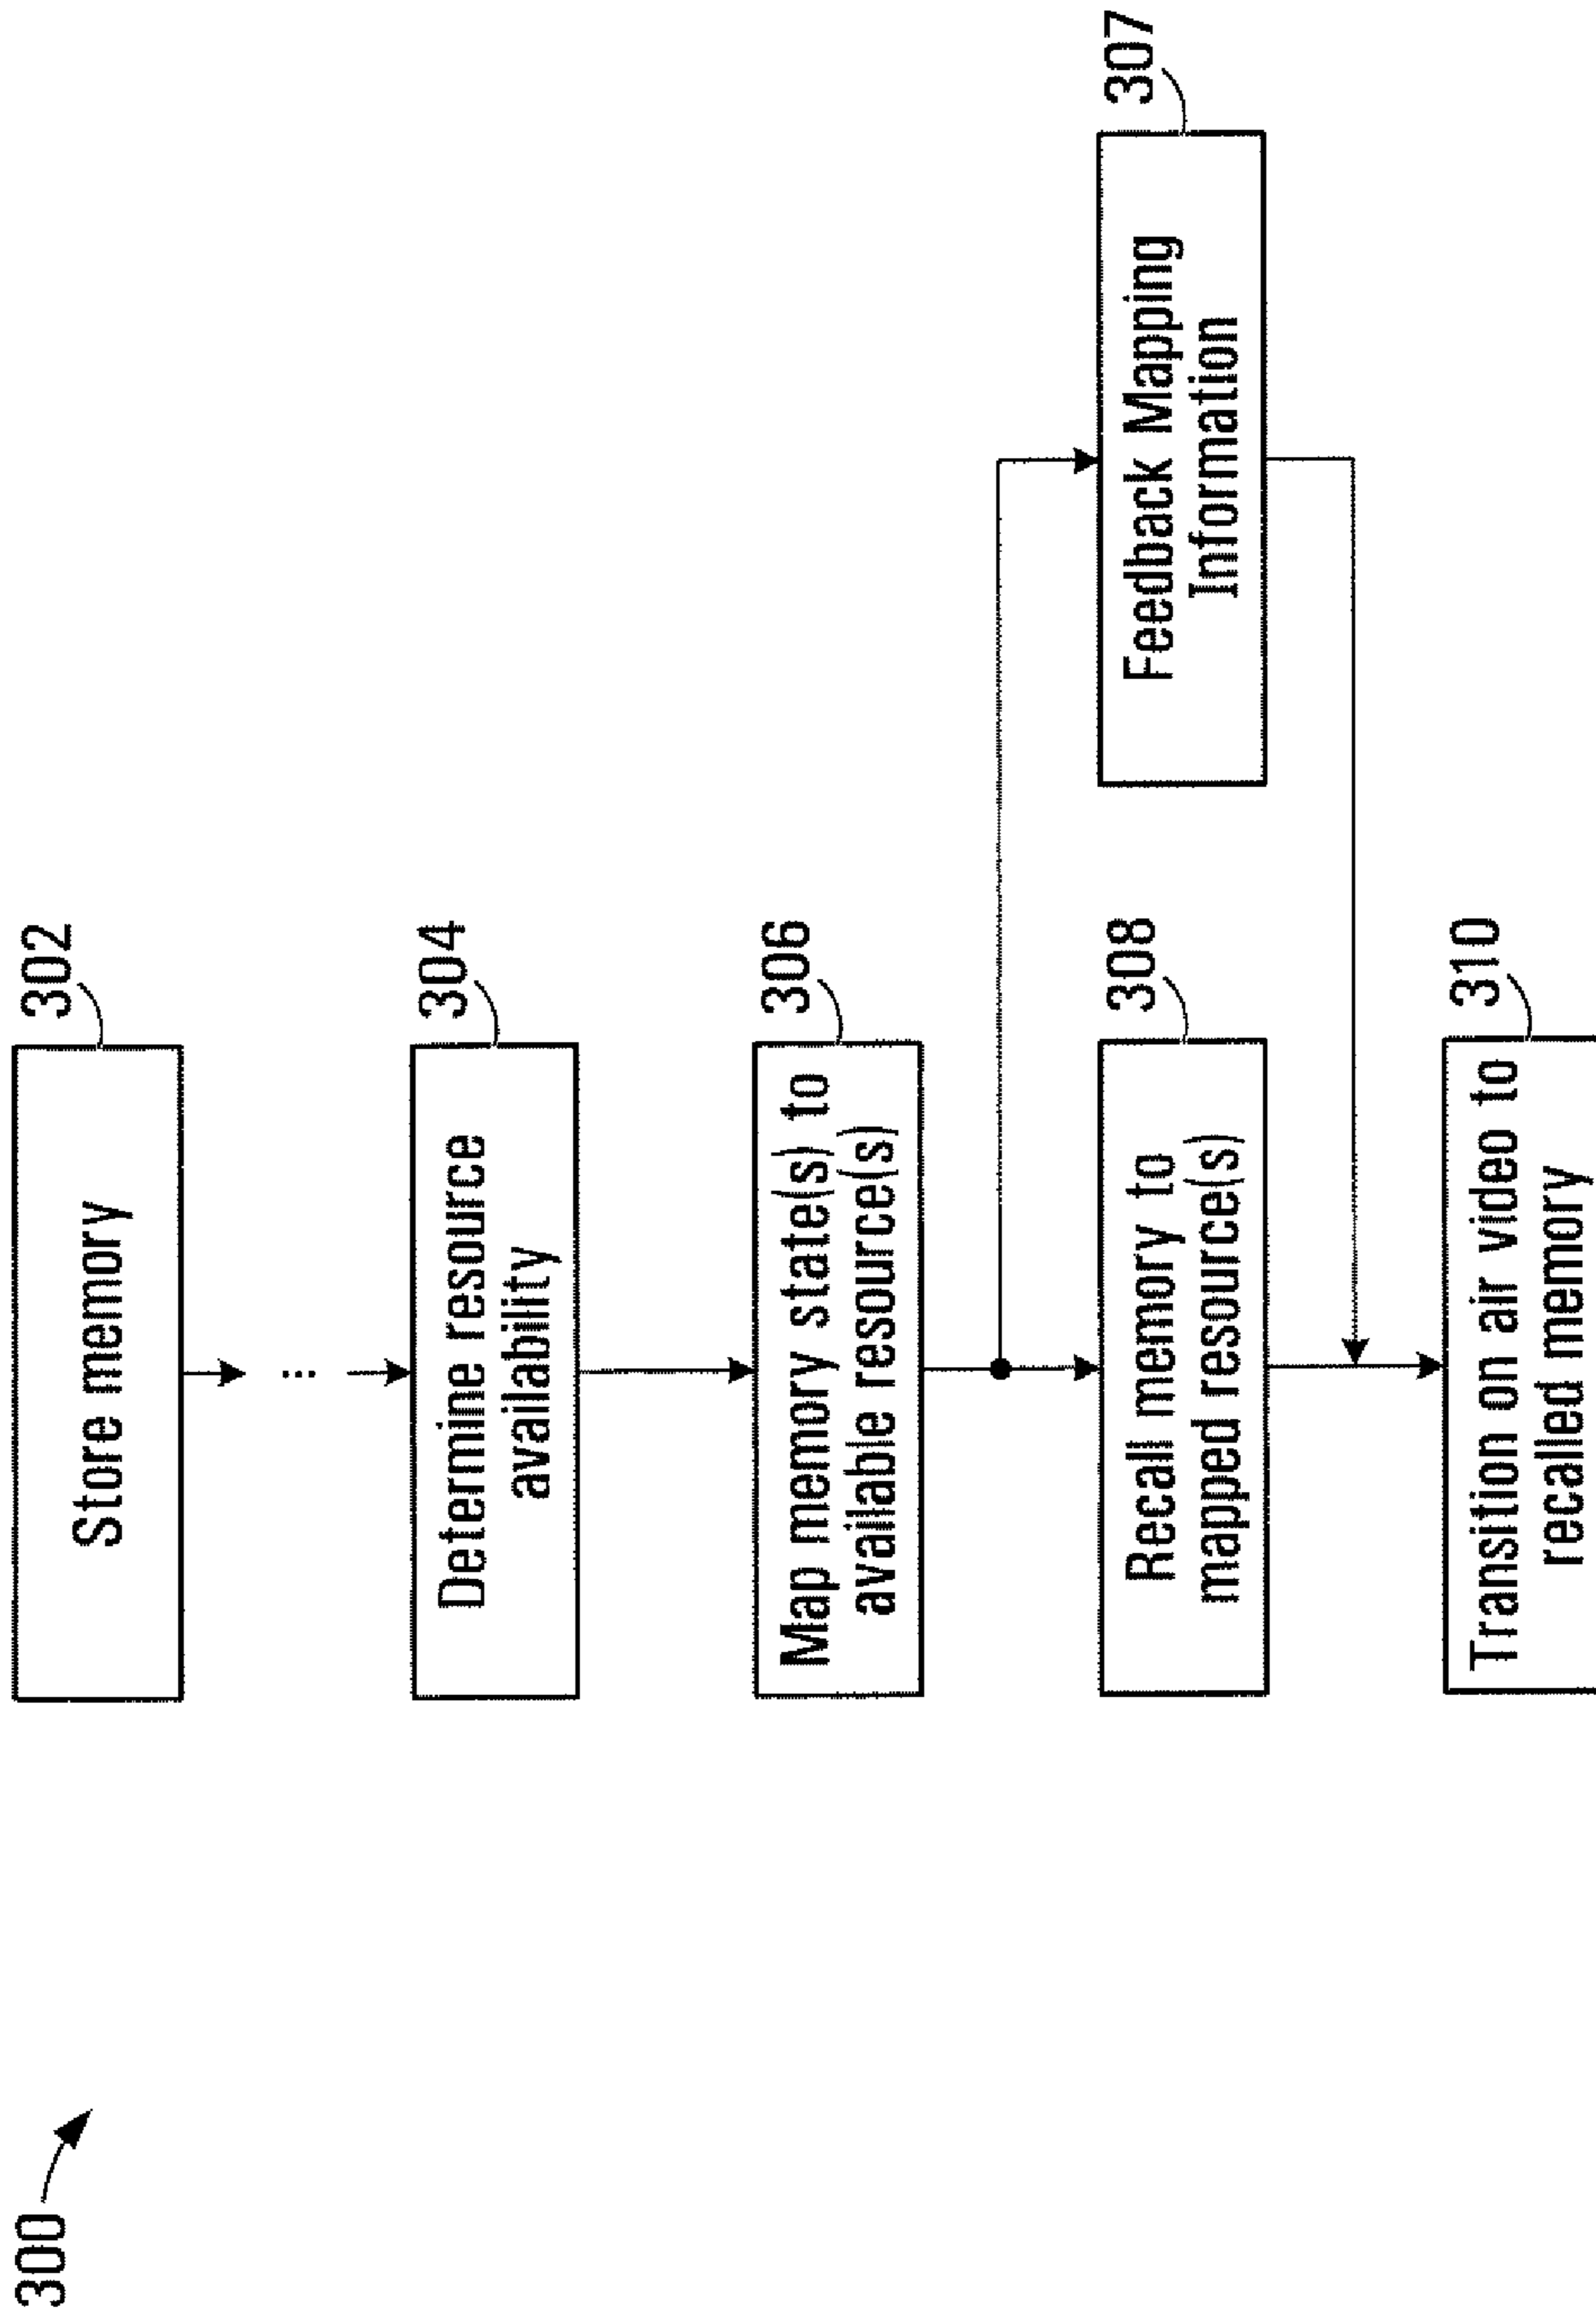 300
302
Store memory
...
304
Determine resource
availability
306
Map memory state(s) to
available resource(s)
308
Recall memory to
mapped resource(s)
307
Feedback Mapping
Information
310
Transition on air video to
recalled memory